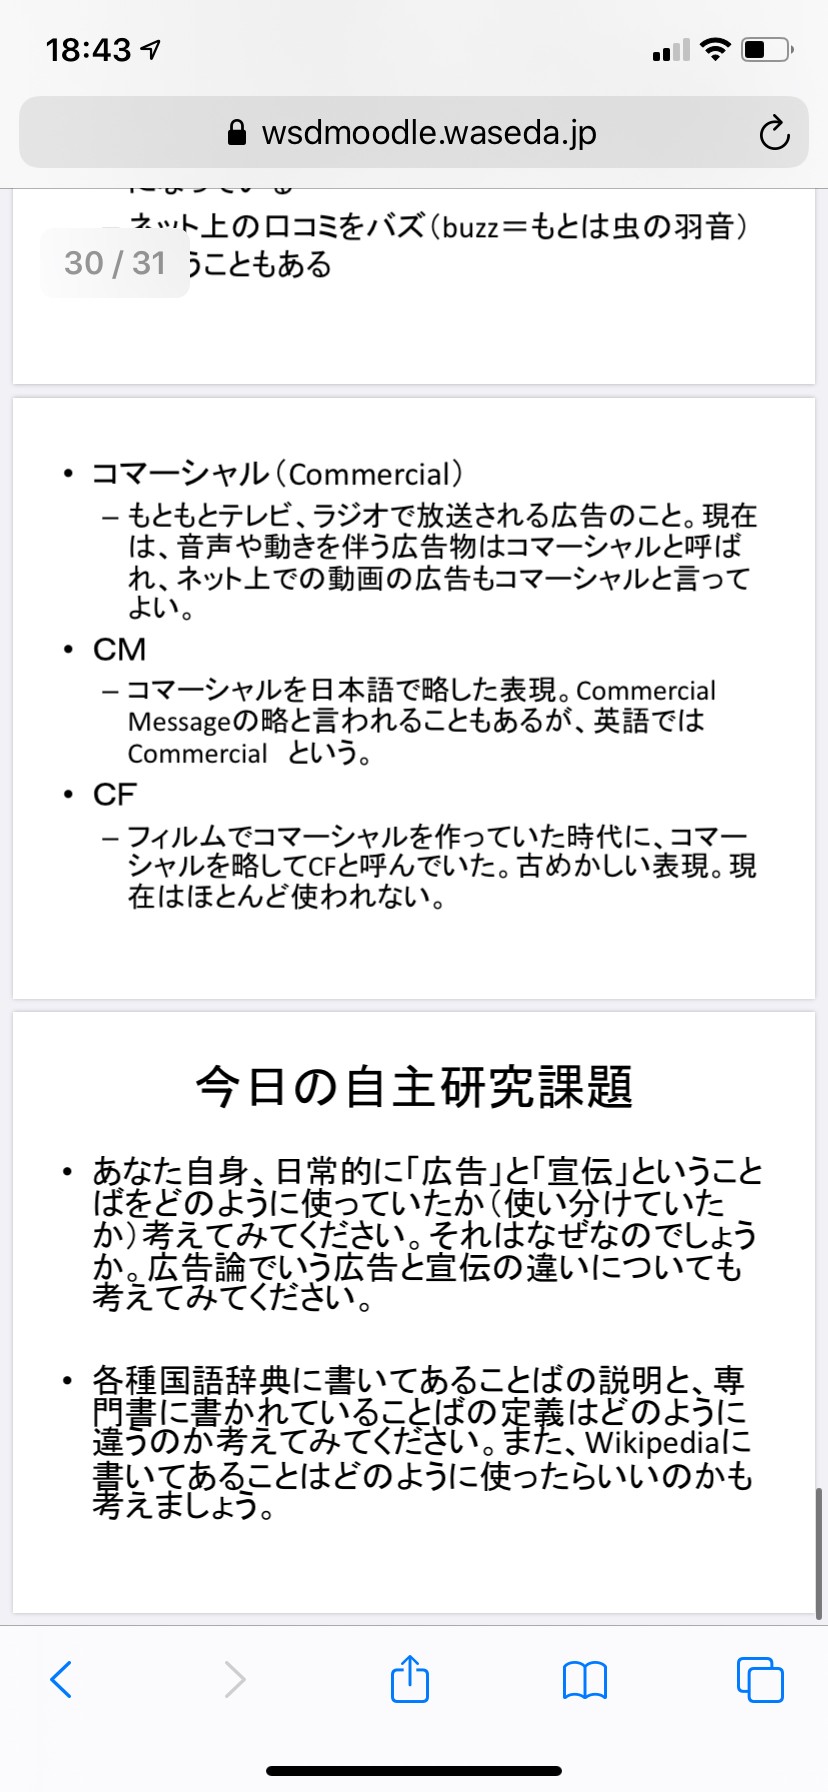 18:43
wsdmoodle.waseda.jp
ネット上の口コミをバズ（buzz＝もとは虫の羽音）
うこともある
30 / 31
• コマーシャル（Commercial）
– もともとテレビ、ラジオで放送される広告のこと。現在
は、音声や動きを伴う広告物はコマーシャルと呼ば
れ、ネット上での動画の広告もコマーシャルと言って
よい。
• CM
– コマーシャルを日本語で略した表現。Commercial
Messageの略と言われることもあるが、英語では
Commercial という。
• CF
– フィルムでコマーシャルを作っていた時代に、コマー
シャルを略してCFと呼んでいた。古めかしい表現。現
在はほとんど使われない。
今日の自主研究課題
• あなた自身、日常的に「広告」と「宣伝」ということ
ばをどのように使っていたか（使い分けていた
か）考えてみてください。それはなぜなのでしょう
か。広告論でいう広告と宣伝の違いについても
考えてみてください。
• 各種国語辞典に書いてあることばの説明と、専
門書に書かれていることばの定義はどのように
違うのか考えてみてください。また、Wikipediaに
書いてあることはどのように使ったらいいのかも
考えましょう。